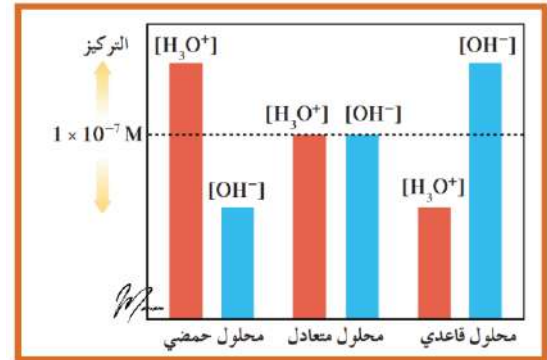 التركيز
[H₃O⁺]
[OH⁻]
1 × 10⁻⁷ M
[H₃O⁺]
[OH⁻]
[OH⁻]
[H₃O⁺]
محلول حمضي
محلول متعادل
محلول قاعدي